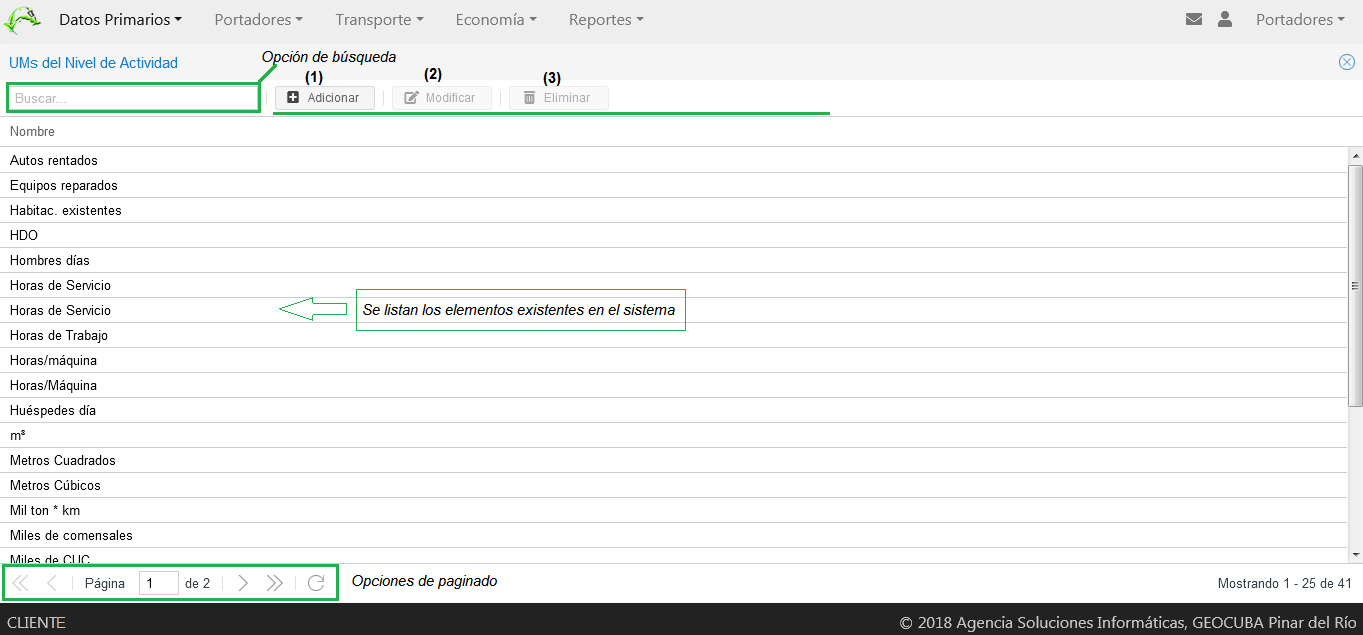 Datos Primarios Portadores Transporte Economía Reportes Portadores
UMs del Nivel de Actividad
Opción de búsqueda
(1) (2) (3)
Buscar... Adicionar Modificar Eliminar
Nombre
Autos rentados
Equipos reparados
Habitac. existentes
HDO
Hombres días
Horas de Servicio
Horas de Servicio
Se listan los elementos existentes en el sistema
Horas de Trabajo
Horas/máquina
Horas/Máquina
Huéspedes día
m³
Metros Cuadrados
Metros Cúbicos
Mil ton * km
Miles de comensales
Miles de CUC
Página 1 de 2 Opciones de paginado Mostrando 1 - 25 de 41
CLIENTE © 2018 Agencia Soluciones Informáticas, GEOCUBA Pinar del Río